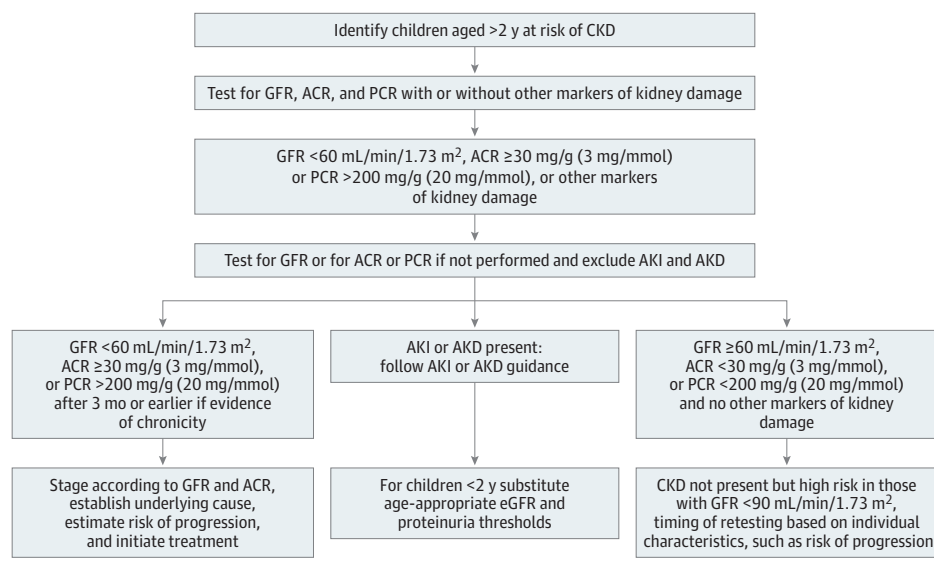 Identify children aged >2 y at risk of CKD
Test for GFR, ACR, and PCR with or without other markers of kidney damage
GFR <60 mL/min/1.73 m², ACR ≥30 mg/g (3 mg/mmol)
or PCR >200 mg/g (20 mg/mmol), or other markers
of kidney damage
Test for GFR or for ACR or PCR if not performed and exclude AKI and AKD
GFR <60 mL/min/1.73 m²,
ACR ≥30 mg/g (3 mg/mmol),
or PCR >200 mg/g (20 mg/mmol)
after 3 mo or earlier if evidence
of chronicity
AKI or AKD present:
follow AKI or AKD guidance
GFR ≥60 mL/min/1.73 m²,
ACR <30 mg/g (3 mg/mmol),
or PCR <200 mg/g (20 mg/mmol)
and no other markers of kidney
damage
Stage according to GFR and ACR,
establish underlying cause,
estimate risk of progression,
and initiate treatment
For children <2 y substitute
age-appropriate eGFR and
proteinuria thresholds
CKD not present but high risk in those
with GFR <90 mL/min/1.73 m²,
timing of retesting based on individual
characteristics, such as risk of progression